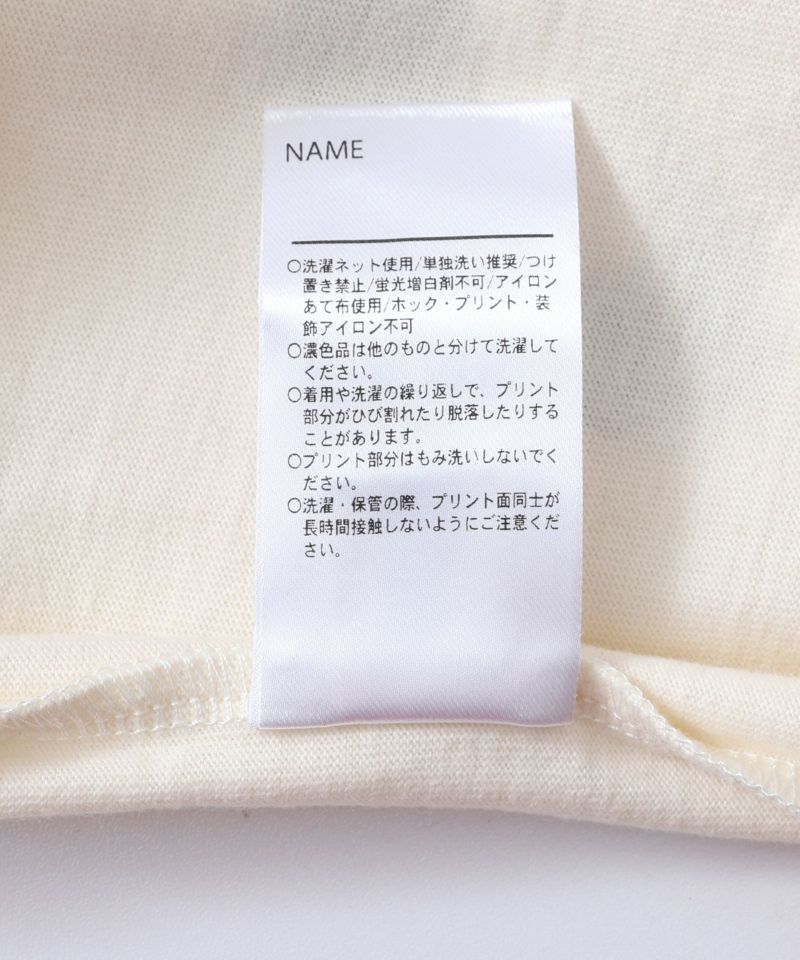 NAME
○洗濯ネット使用/単独洗い推奨/つけ
置き禁止/蛍光増白剤不可/アイロン
あて布使用/ホック・プリント・装
飾アイロン不可
○濃色品は他のものと分けて洗濯して
ください。
○着用や洗濯の繰り返しで、プリント
部分がひび割れたり脱落したりする
ことがあります。
○プリント部分はもみ洗いしないでく
ださい。
○洗濯・保管の際、プリント面同士が
長時間接触しないようにご注意くだ
さい。